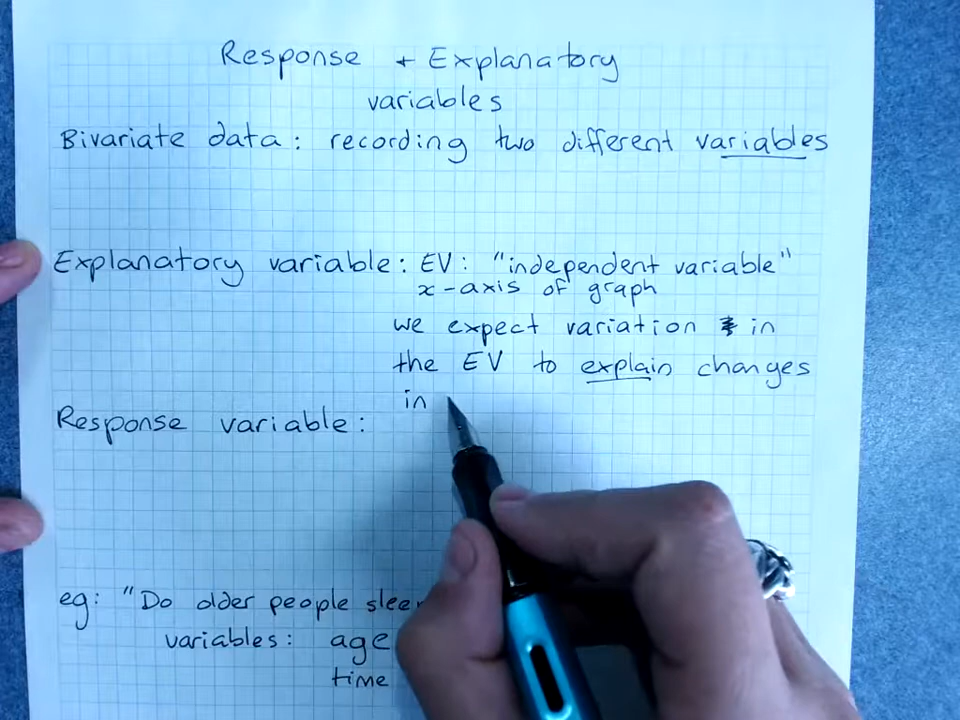 Response + Explanatory
variables
Bivariate data: recording two different variables
Explanatory variable: EV: "independent variable"
x-axis of graph
we expect variation in
the EV to explain changes
in
Response variable:
eg: "Do older people
variables: age
time